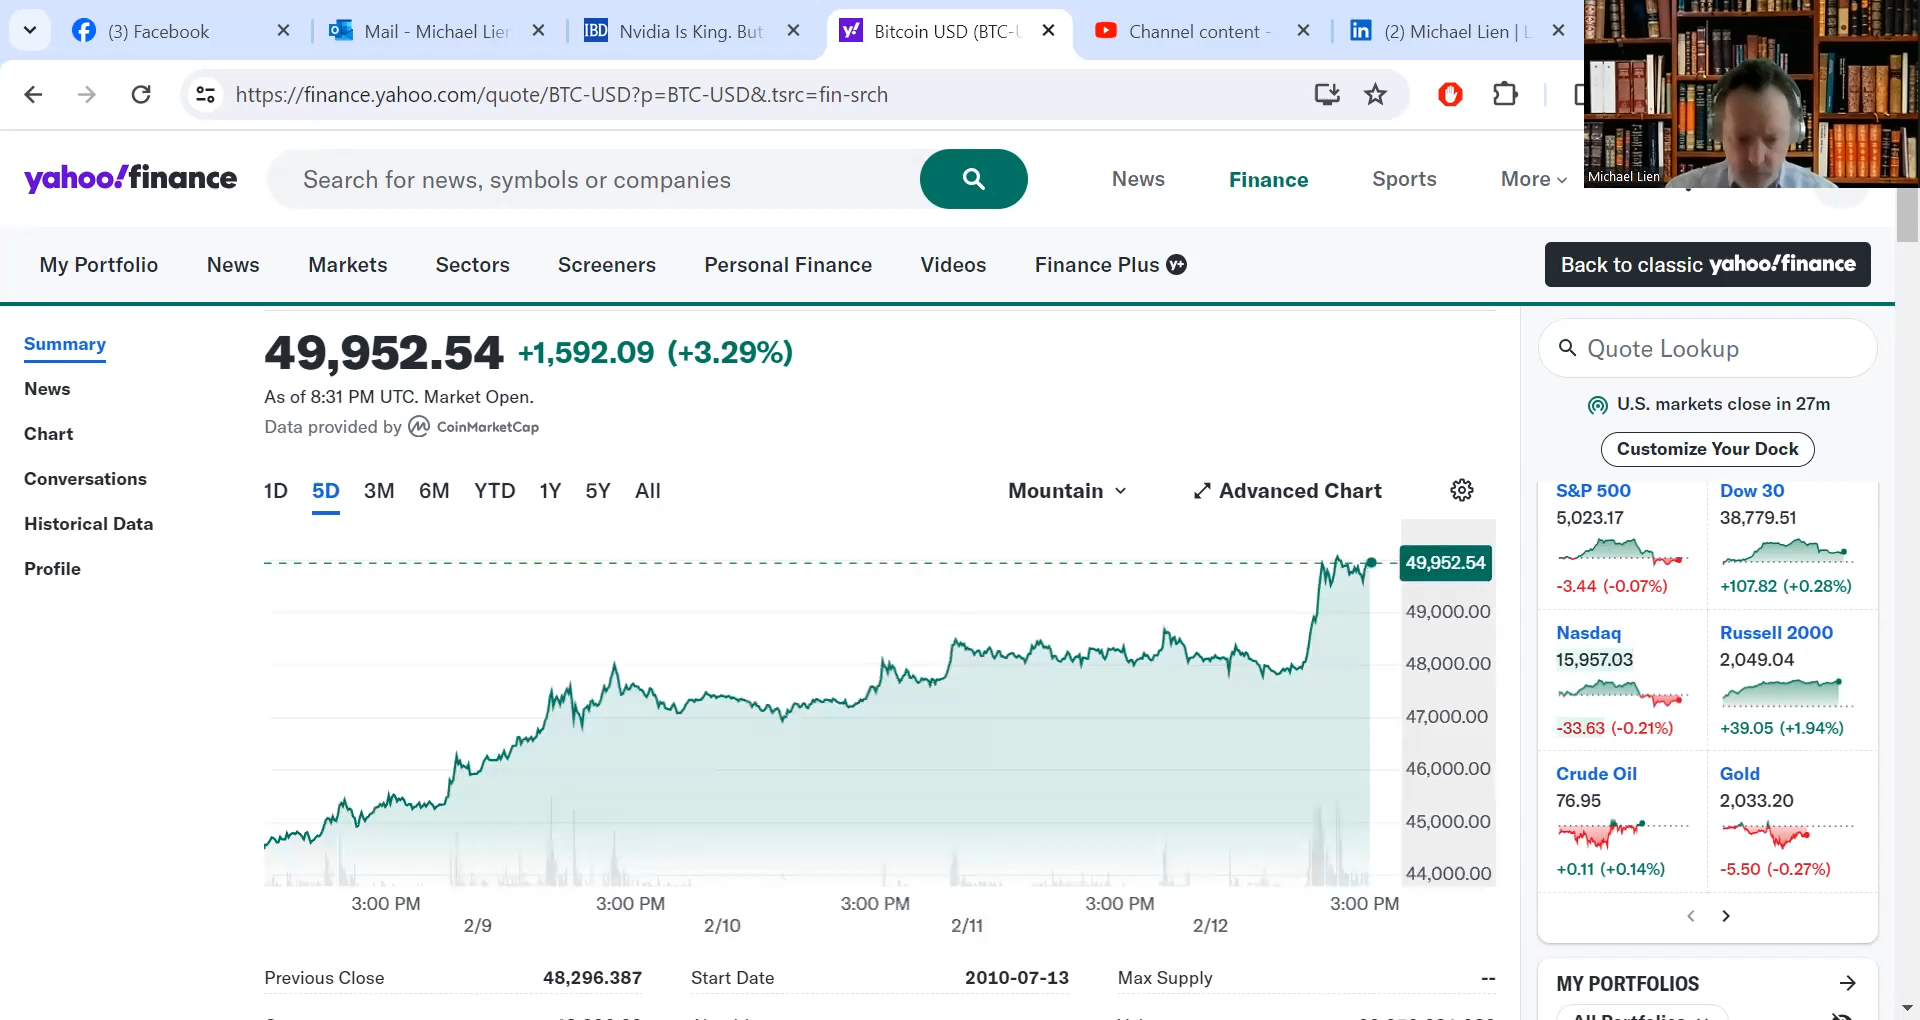 (3) Facebook
Mail - Michael Lien
IBD
Nvidia Is King. But
y!
Bitcoin USD (BTC-U
Channel content -
in
(2) Michael Lien | L
https://finance.yahoo.com/quote/BTC-USD?p=BTC-USD&.tsrc=fin-srch
Michael Lien
yahoo!finance
Search for news, symbols or companies
News
Finance
Sports
More
My Portfolio
News
Markets
Sectors
Screeners
Personal Finance
Videos
Finance Plus y+
Back to classic yahoo!finance
Summary
News
Chart
Conversations
Historical Data
Profile
49,952.54 +1,592.09 (+3.29%)
As of 8:31 PM UTC. Market Open.
Data provided by CoinMarketCap
1D 5D 3M 6M YTD 1Y 5Y All
Mountain
Advanced Chart
49,952.54
49,000.00
48,000.00
47,000.00
46,000.00
45,000.00
44,000.00
3:00 PM 3:00 PM 3:00 PM 3:00 PM 3:00 PM
2/9 2/10 2/11 2/12
Previous Close 48,296.387
Start Date 2010-07-13
Max Supply --
Quote Lookup
U.S. markets close in 27m
Customize Your Dock
S&P 500
5,023.17
-3.44 (-0.07%)
Dow 30
38,779.51
+107.82 (+0.28%)
Nasdaq
15,957.03
-33.63 (-0.21%)
Russell 2000
2,049.04
+39.05 (+1.94%)
Crude Oil
76.95
+0.11 (+0.14%)
Gold
2,033.20
-5.50 (-0.27%)
MY PORTFOLIOS
All Portfolios